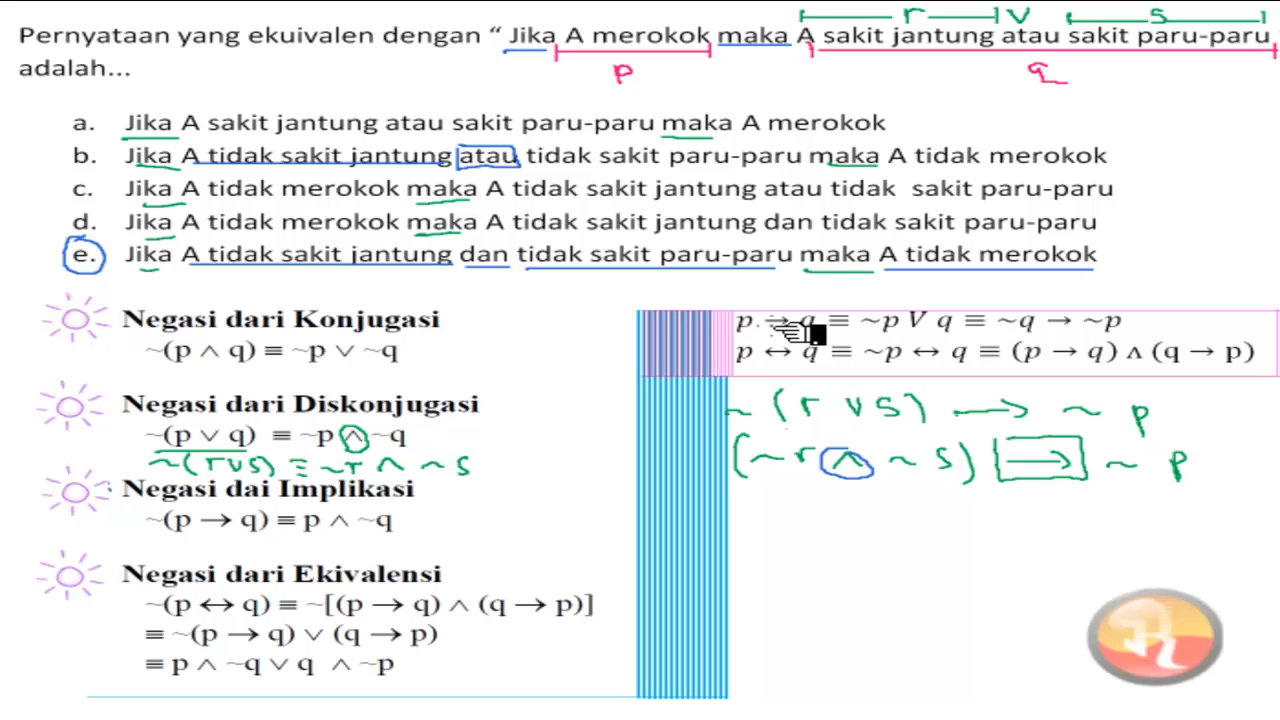 r V s
Pernyataan yang ekuivalen dengan “ Jika A merokok maka A sakit jantung atau sakit paru-paru
p q
adalah...
a. Jika A sakit jantung atau sakit paru-paru maka A merokok
b. Jika A tidak sakit jantung atau tidak sakit paru-paru maka A tidak merokok
c. Jika A tidak merokok maka A tidak sakit jantung atau tidak sakit paru-paru
d. Jika A tidak merokok maka A tidak sakit jantung dan tidak sakit paru-paru
e. Jika A tidak sakit jantung dan tidak sakit paru-paru maka A tidak merokok
Negasi dari Konjugasi
~(p ∧ q) ≡ ~p ∨ ~q
Negasi dari Diskonjugasi
~(p ∨ q) ≡ ~p ∧ ~q
~(r∨s) ≡ ~r ∧ ~s
Negasi dai Implikasi
~(p → q) ≡ p ∧ ~q
Negasi dari Ekivalensi
~(p ↔ q) ≡ ~[(p → q) ∧ (q → p)]
≡ ~(p → q) ∨ (q → p)
≡ p ∧ ~q ∨ q ∧ ~p
p → q ≡ ~p V q ≡ ~q → ~p
p ↔ q ≡ ~p ↔ q ≡ (p → q) ∧ (q → p)
~ (r ∨ s) → ~ p
(~ r ∧ ~ s) → ~ p